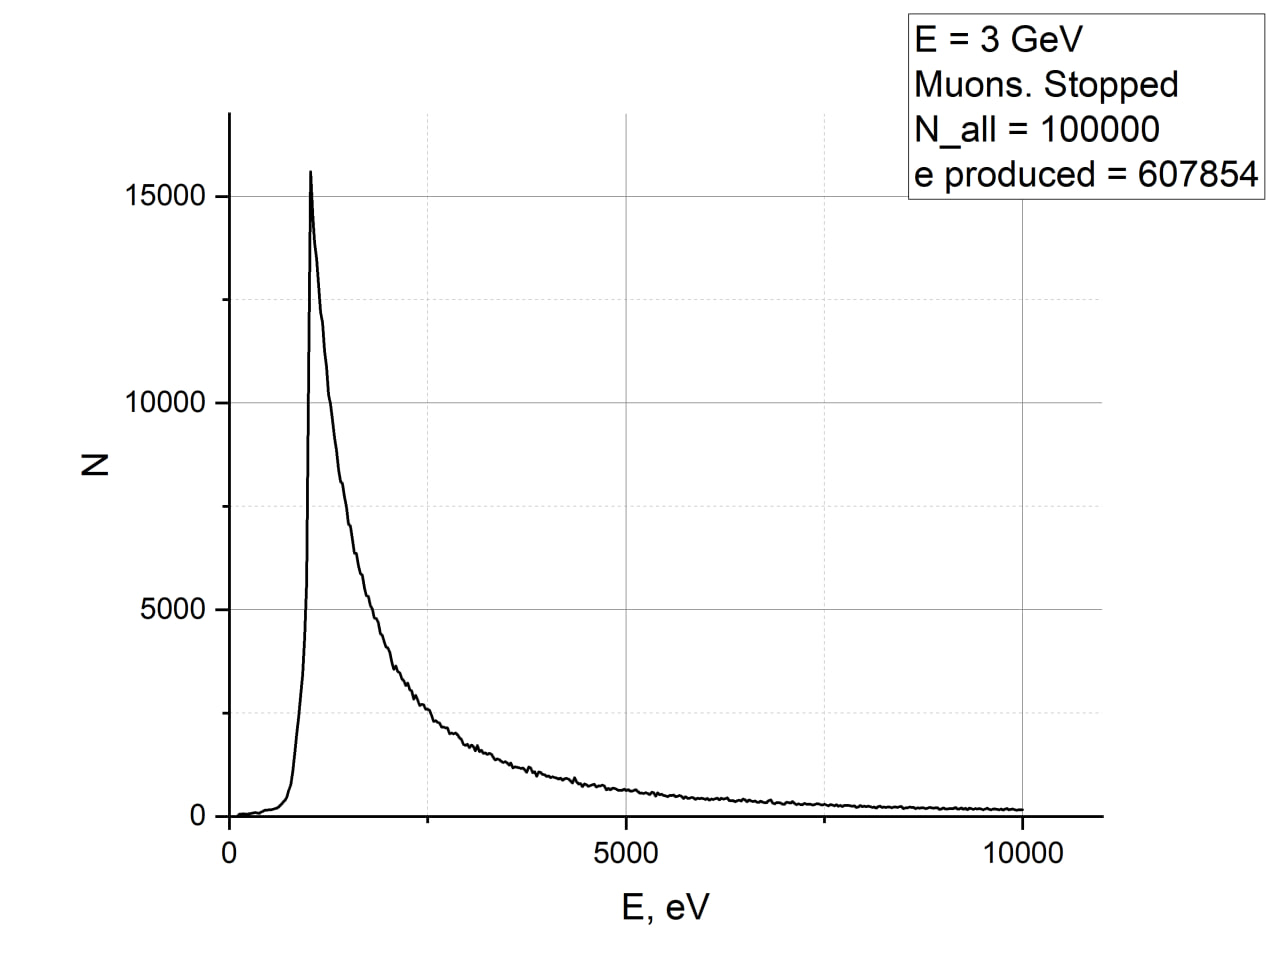 E = 3 GeV
Muons. Stopped
N_all = 100000
e produced = 607854
15000
10000
N
5000
0
0 5000 10000
E, eV